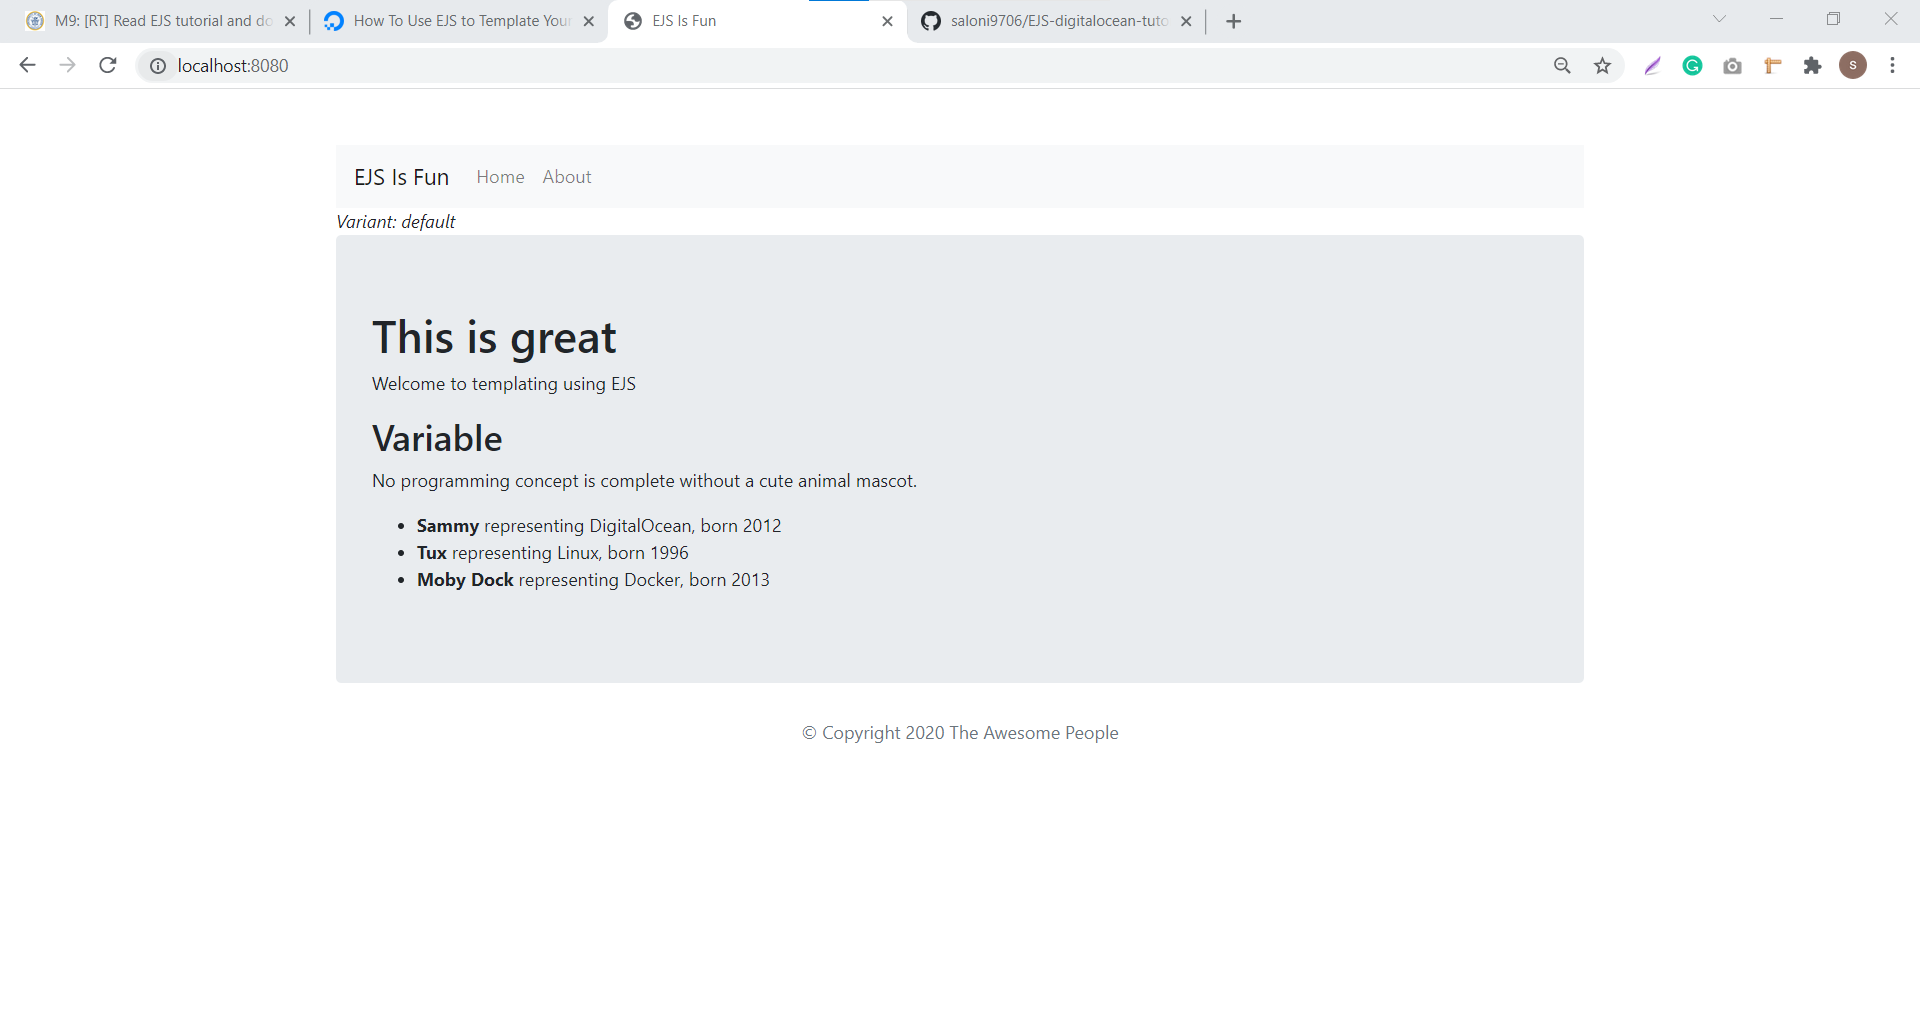 M9: [RT] Read EJS tutorial and do
How To Use EJS to Template Your
EJS Is Fun
saloni9706/EJS-digitalocean-tuto
localhost:8080
S
EJS Is Fun Home About
Variant: default
This is great
Welcome to templating using EJS
Variable
No programming concept is complete without a cute animal mascot.
• Sammy representing DigitalOcean, born 2012
• Tux representing Linux, born 1996
• Moby Dock representing Docker, born 2013
© Copyright 2020 The Awesome People